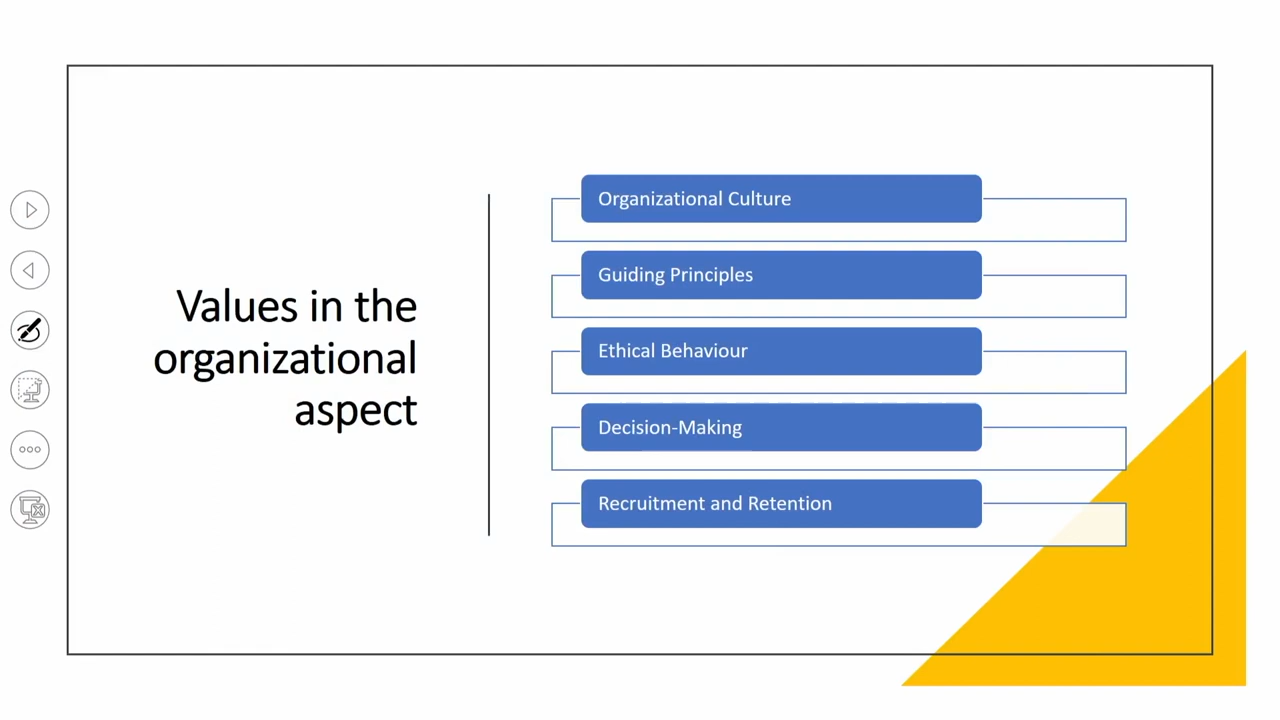 Values in the
organizational
aspect
Organizational Culture
Guiding Principles
Ethical Behaviour
Decision-Making
Recruitment and Retention